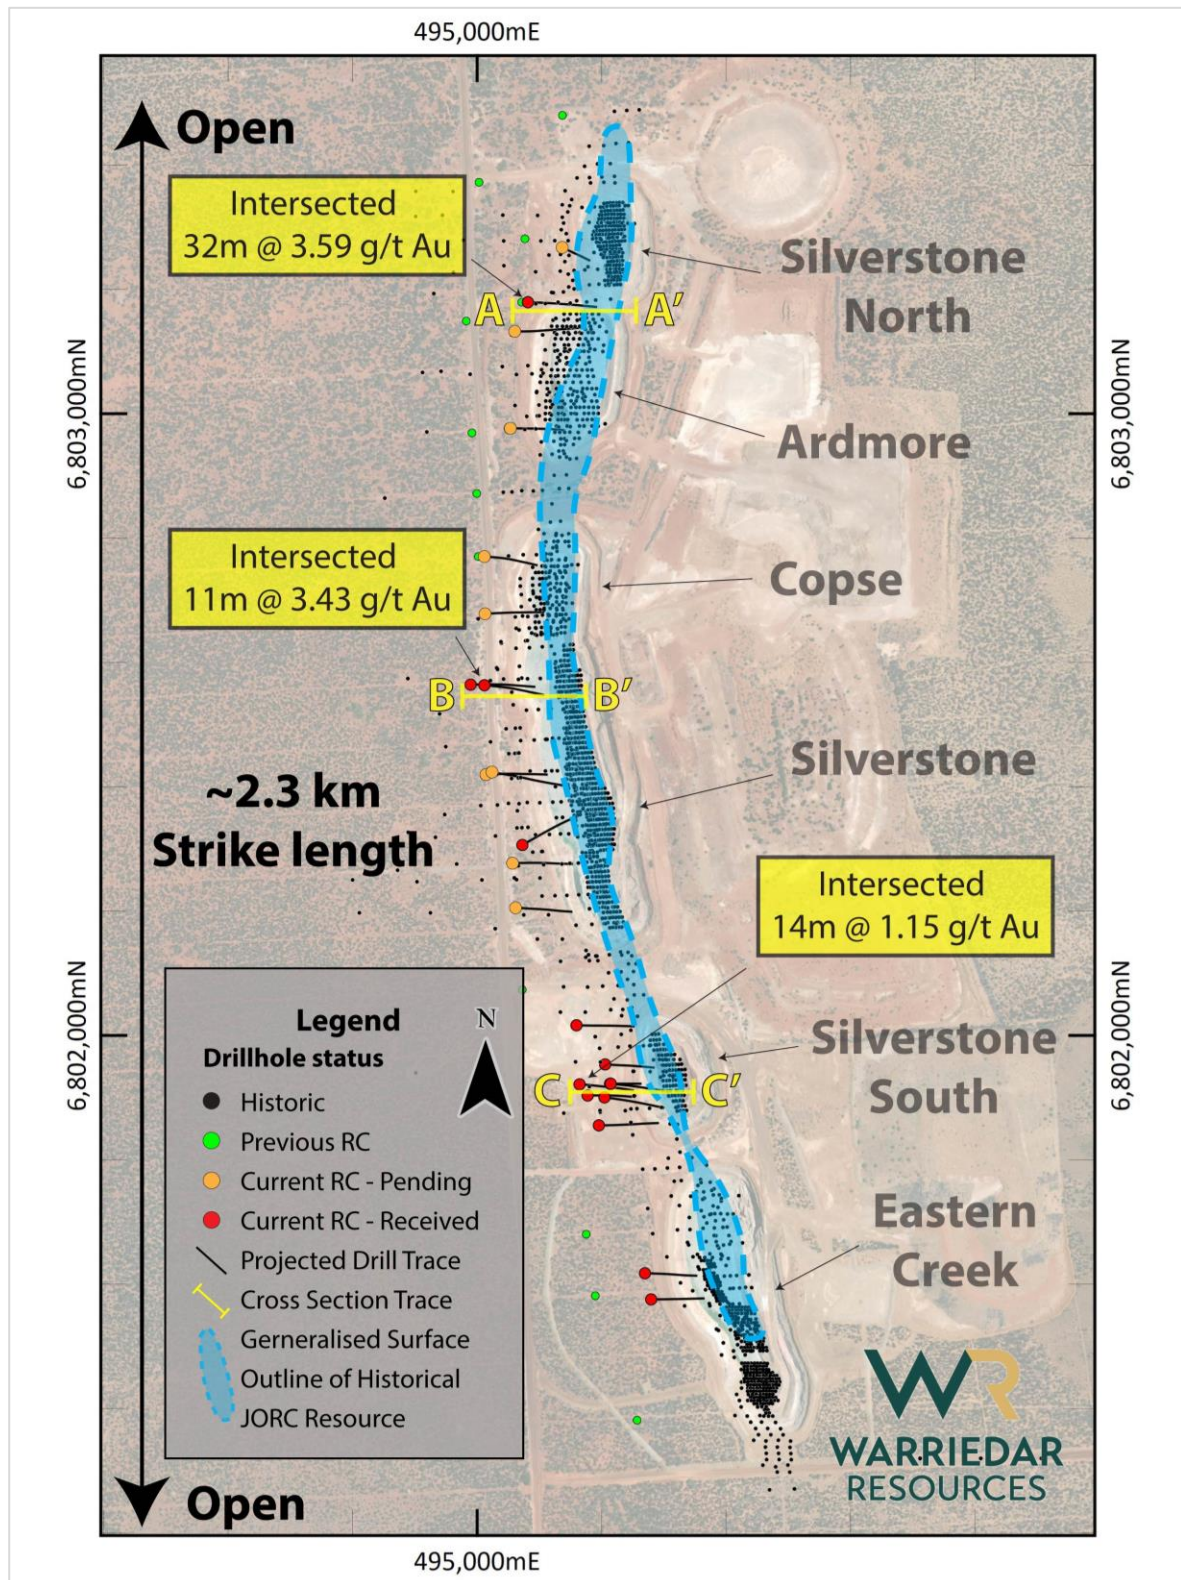 495,000mE
Open
Intersected
32m @ 3.59 g/t Au
Silverstone
North
A
A'
6,803,000mN
6,803,000mN
Ardmore
Intersected
11m @ 3.43 g/t Au
Copse
B
B'
Silverstone
~2.3 km
Strike length
Intersected
14m @ 1.15 g/t Au
6,802,000mN
6,802,000mN
Silverstone
South
C
C'
Legend
N
Drillhole status
Historic
Previous RC
Current RC - Pending
Current RC - Received
Projected Drill Trace
Cross Section Trace
Gerneralised Surface
Outline of Historical
JORC Resource
Eastern
Creek
WR
WARRIEDAR
RESOURCES
Open
495,000mE